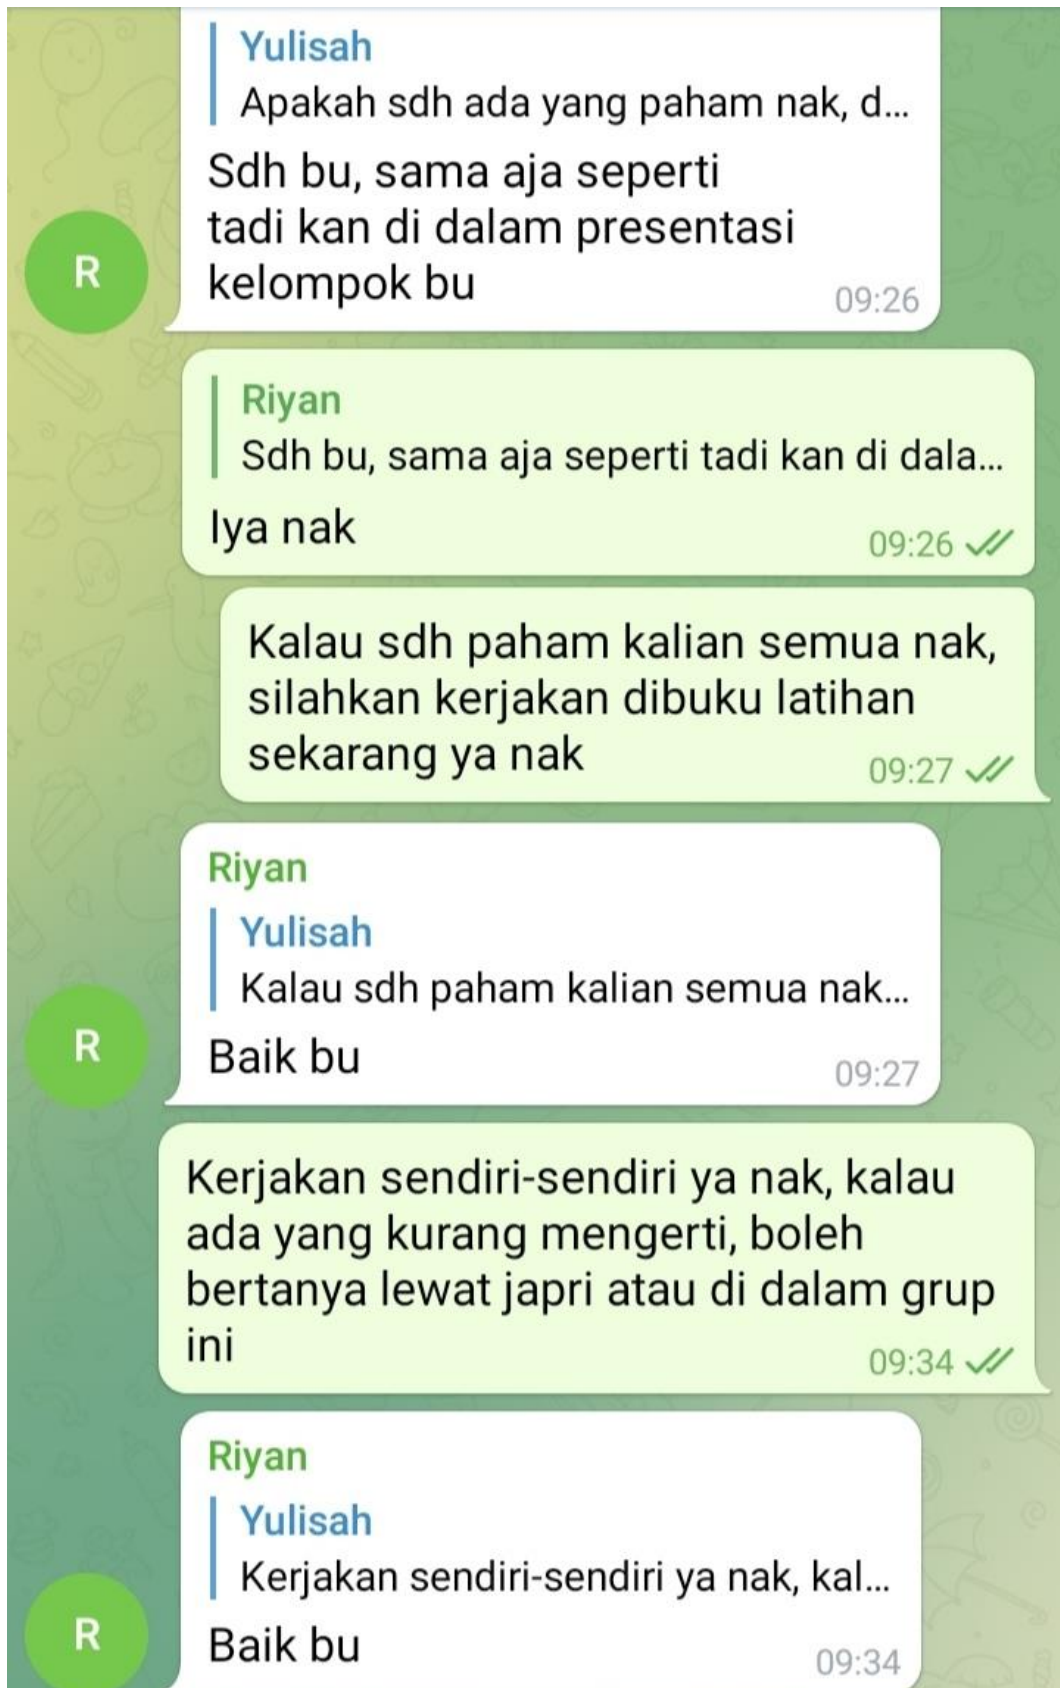 Yulisah
Apakah sdh ada yang paham nak, d...
Sdh bu, sama aja seperti
tadi kan di dalam presentasi
kelompok bu
09:26
R
Riyan
Sdh bu, sama aja seperti tadi kan di dala...
Iya nak
09:26
Kalau sdh paham kalian semua nak,
silahkan kerjakan dibuku latihan
sekarang ya nak
09:27
Riyan
Yulisah
Kalau sdh paham kalian semua nak...
Baik bu
09:27
R
Kerjakan sendiri-sendiri ya nak, kalau
ada yang kurang mengerti, boleh
bertanya lewat japri atau di dalam grup
ini
09:34
Riyan
Yulisah
Kerjakan sendiri-sendiri ya nak, kal...
Baik bu
09:34
R